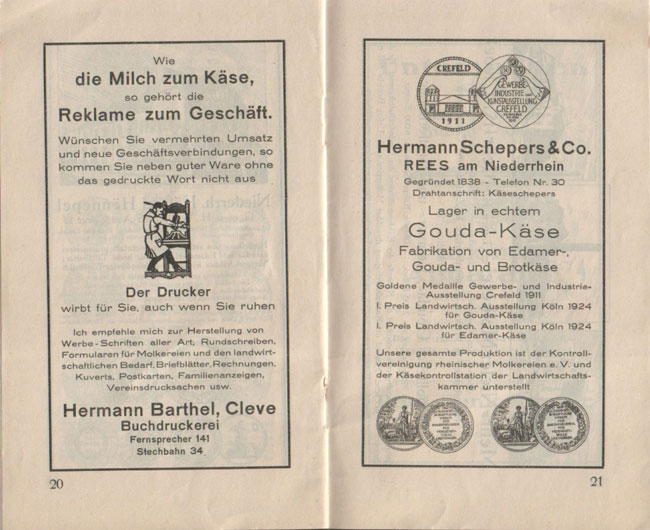 Wie
die Milch zum Käse,
so gehört die
Reklame zum Geschäft.
Wünschen Sie vermehrten Umsatz
und neue Geschäftsverbindungen, so
kommen Sie neben guter Ware ohne
das gedruckte Wort nicht aus
Der Drucker
wirbt für Sie, auch wenn Sie ruhen
Ich empfehle mich zur Herstellung von
Werbe-Schriften aller Art, Rundschreiben,
Formularen für Molkereien und den landwirt-
schaftlichen Bedarf, Briefblätter, Rechnungen,
Kuverts, Postkarten, Familienanzeigen,
Vereinsdrucksachen usw.
Hermann Barthel, Cleve
Buchdruckerei
Fernsprecher 141
Stechbahn 34
20
CREFELD
1911
GEWERBE
INDUSTRIE
KUNSTAUSSTELLUNG
CREFELD
Hermann Schepers & Co.
REES am Niederrhein
Gegründet 1838 - Telefon Nr. 30
Drahtanschrift: Käseschepers
Lager in echtem
Gouda-Käse
Fabrikation von Edamer-,
Gouda- und Brotkäse
Goldene Medaille Gewerbe- und Industrie-
Ausstellung Crefeld 1911
I. Preis Landwirtsch. Ausstellung Köln 1924
für Gouda-Käse
I. Preis Landwirtsch. Ausstellung Köln 1924
für Edamer-Käse
Unsere gesamte Produktion ist der Kontroll-
vereinigung rheinischer Molkereien e. V. und
der Käsekontrollstation der Landwirtschafts-
kammer unterstellt
21